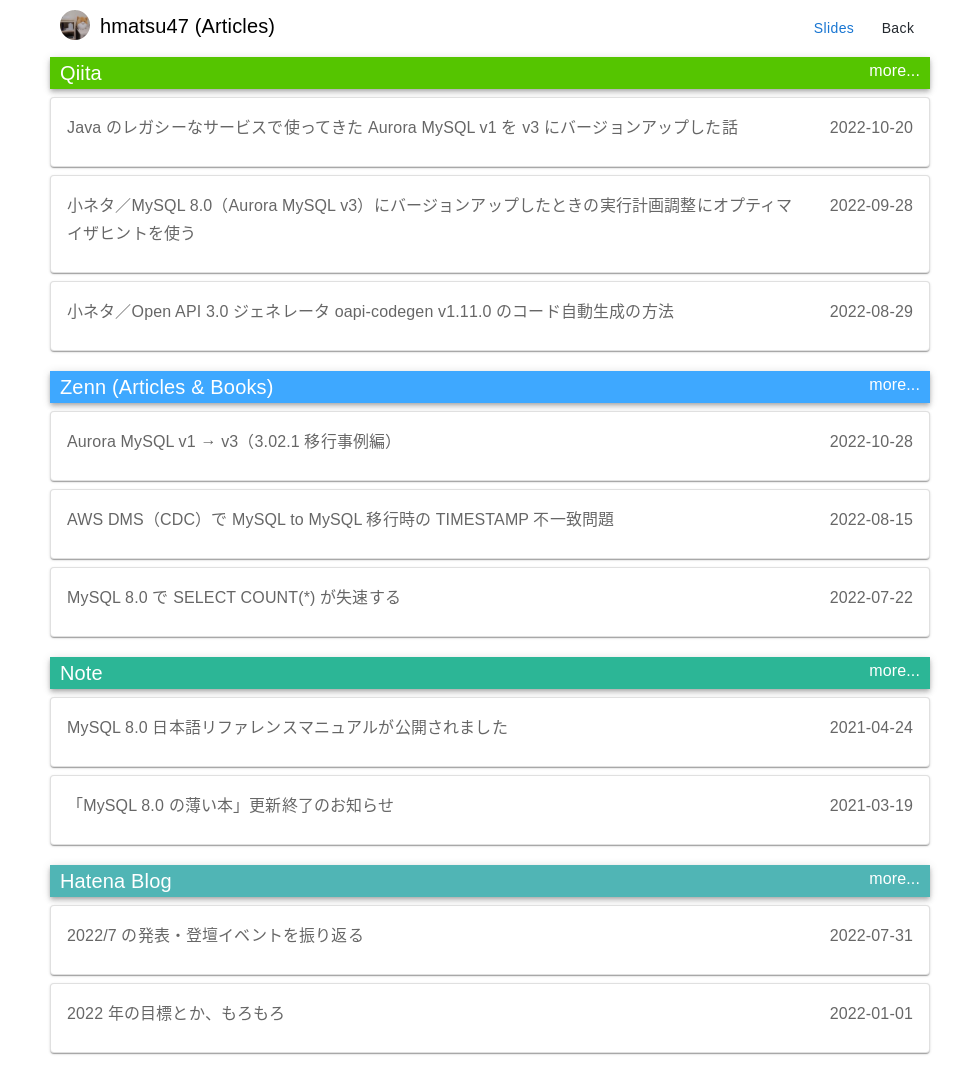 hmatsu47 (Articles)
Slides
Back
Qiita
more...
Java のレガシーなサービスで使ってきた Aurora MySQL v1 を v3 にバージョンアップした話
2022-10-20
小ネタ／MySQL 8.0（Aurora MySQL v3）にバージョンアップしたときの実行計画調整にオプティマ
イザヒントを使う
2022-09-28
小ネタ／Open API 3.0 ジェネレータ oapi-codegen v1.11.0 のコード自動生成の方法
2022-08-29
Zenn (Articles & Books)
more...
Aurora MySQL v1 → v3（3.02.1 移行事例編）
2022-10-28
AWS DMS（CDC）で MySQL to MySQL 移行時の TIMESTAMP 不一致問題
2022-08-15
MySQL 8.0 で SELECT COUNT(*) が失速する
2022-07-22
Note
more...
MySQL 8.0 日本語リファレンスマニュアルが公開されました
2021-04-24
「MySQL 8.0 の薄い本」更新終了のお知らせ
2021-03-19
Hatena Blog
more...
2022/7 の発表・登壇イベントを振り返る
2022-07-31
2022 年の目標とか、もろもろ
2022-01-01